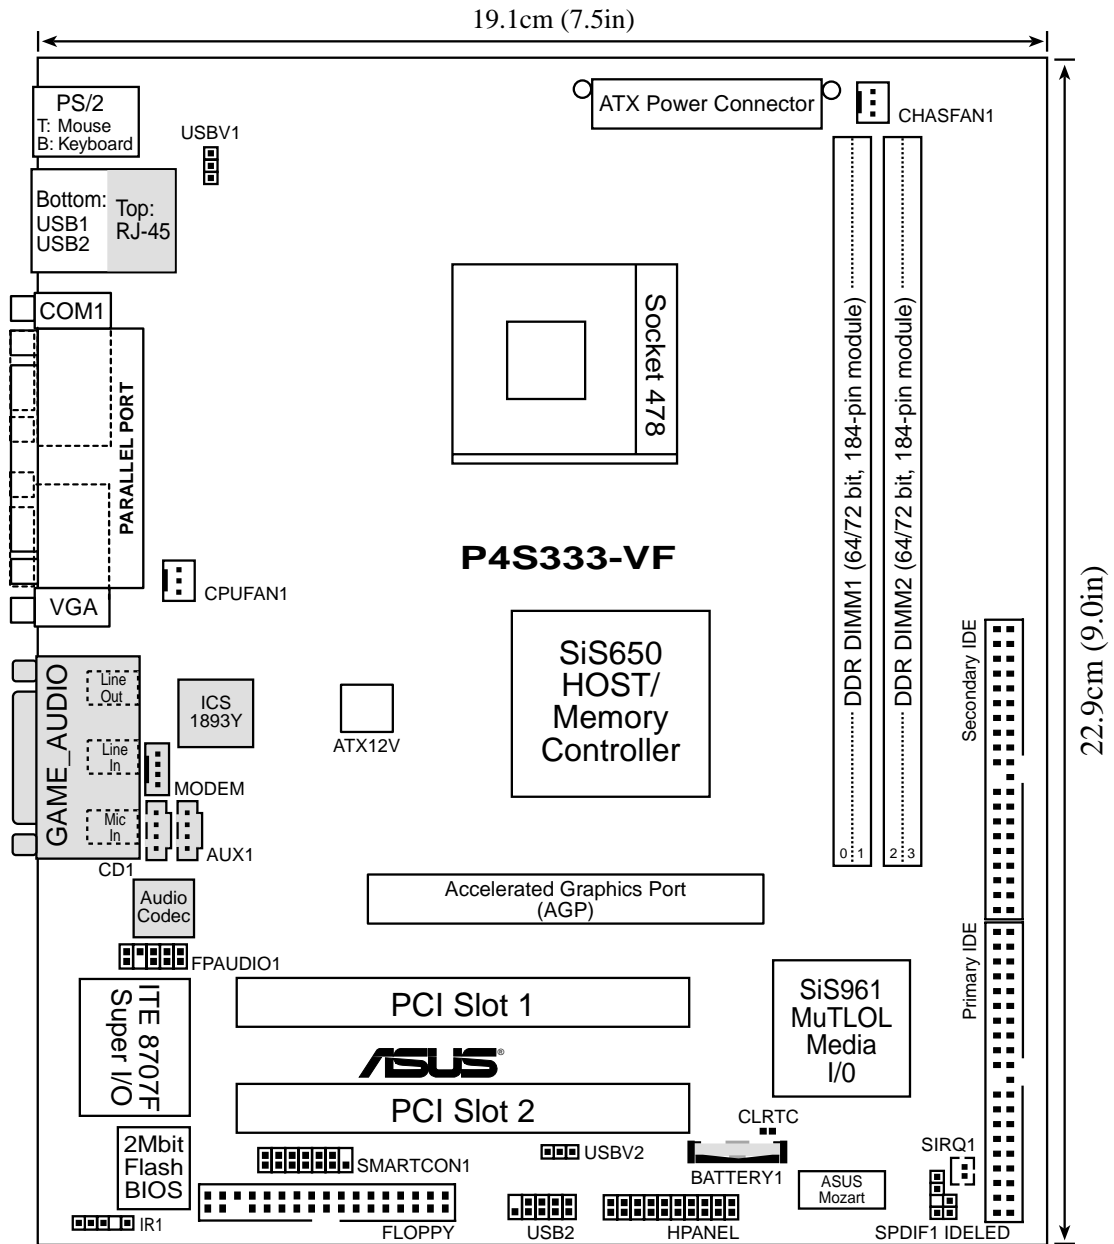 19.1cm (7.5in)
PS/2
T: Mouse
B: Keyboard
USBV1
ATX Power Connector
CHASFAN1
Bottom:
USB1
USB2
Top:
RJ-45
COM1
PARALLEL PORT
VGA
Socket 478
DDR DIMM1 (64/72 bit, 184-pin module)
DDR DIMM2 (64/72 bit, 184-pin module)
P4S333-VF
CPUFAN1
22.9cm (9.0in)
Secondary IDE
SiS650
HOST/
Memory
Controller
GAME_AUDIO
Line
Out
Line
In
Mic
In
ICS
1893Y
ATX12V
MODEM
AUX1
CD1
0 1
2 3
Accelerated Graphics Port
(AGP)
Audio
Codec
FPAUDIO1
Primary IDE
ITE 8707F
Super I/O
PCI Slot 1
SiS961
MuTLOL
Media
I/0
ASUS®
PCI Slot 2
CLRTC
2Mbit
Flash
BIOS
SMARTCON1
USBV2
BATTERY1
SIRQ1
ASUS
Mozart
IR1
FLOPPY
USB2
HPANEL
SPDIF1 IDELED